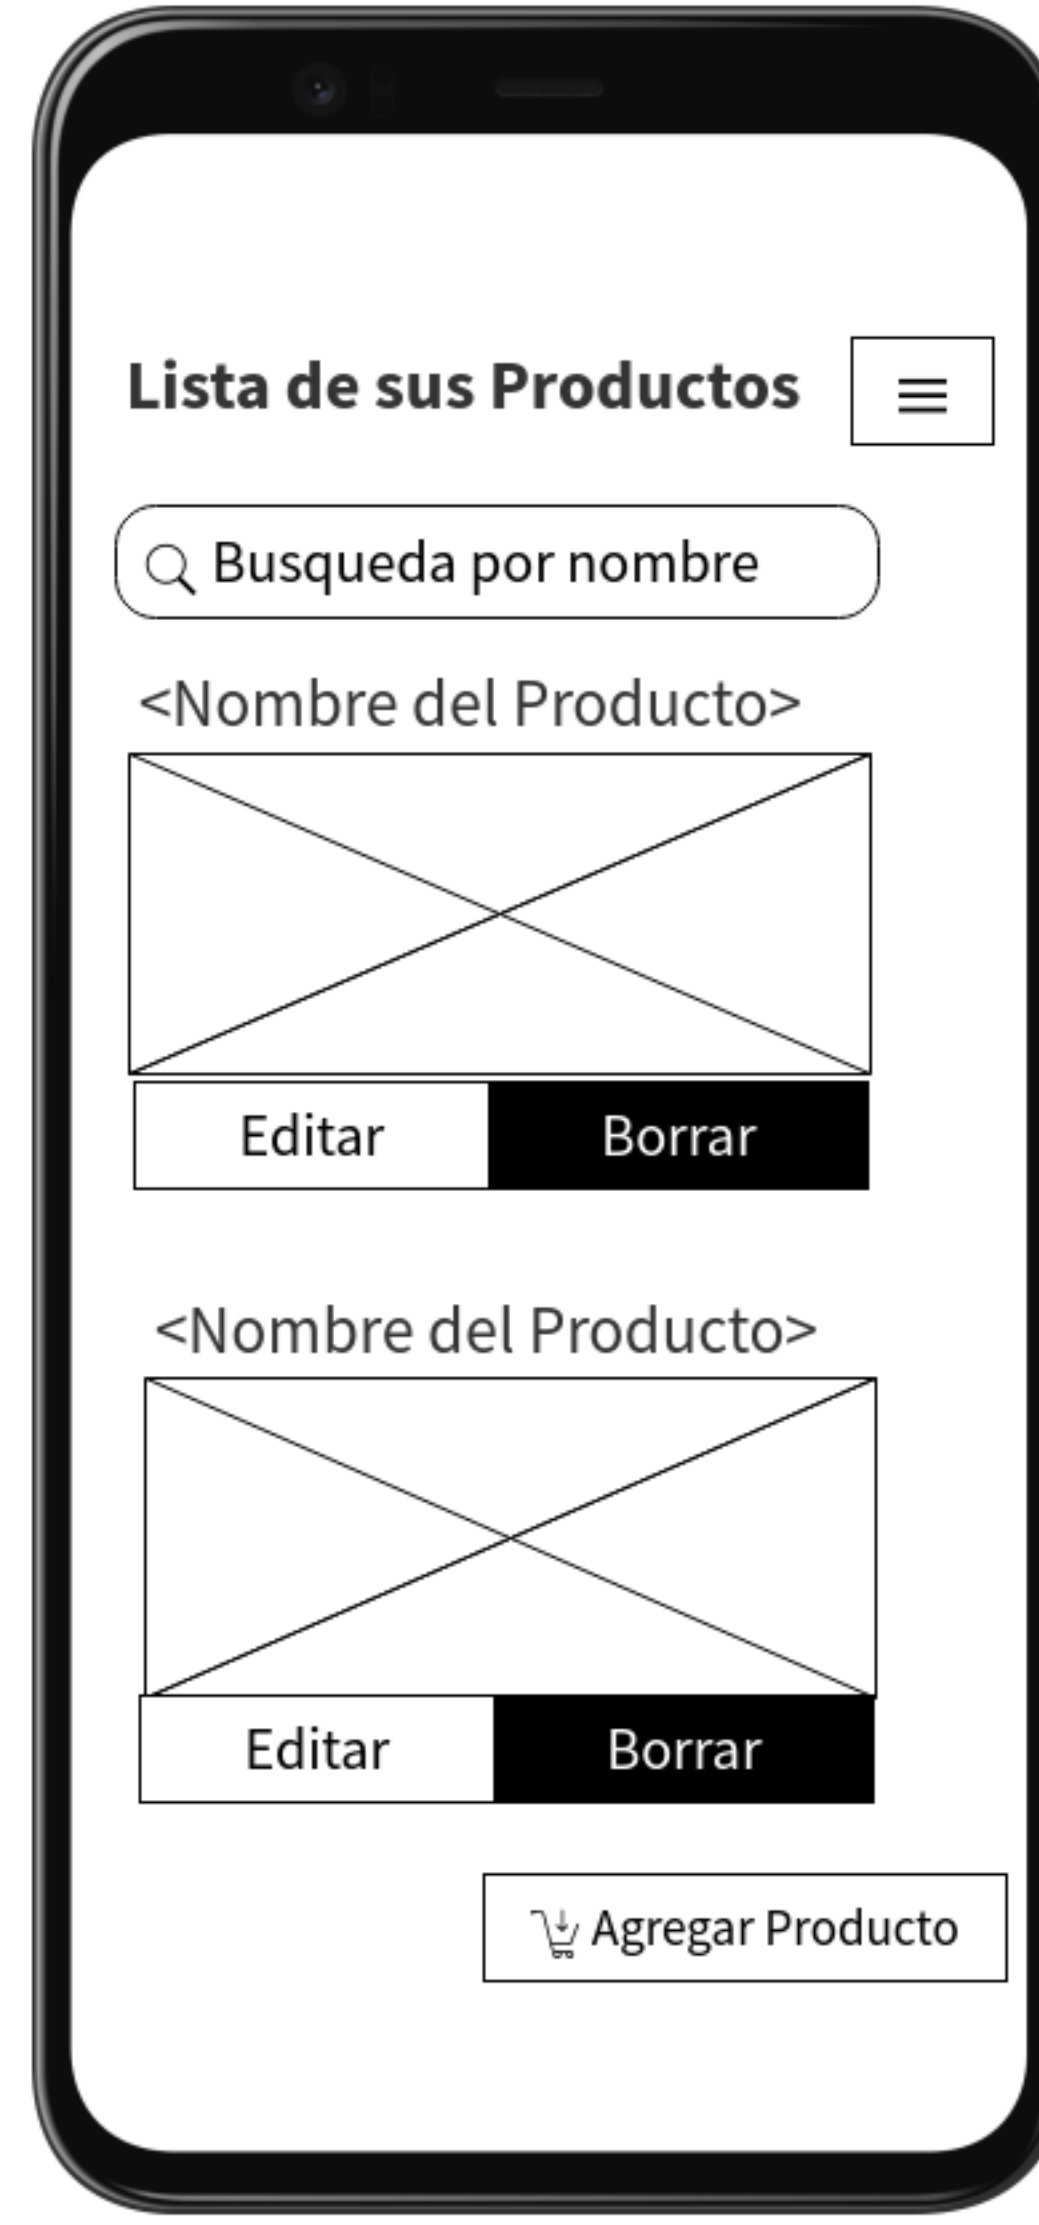 Lista de sus Productos
Busqueda por nombre
<Nombre del Producto>
Editar
Borrar
<Nombre del Producto>
Editar
Borrar
Agregar Producto